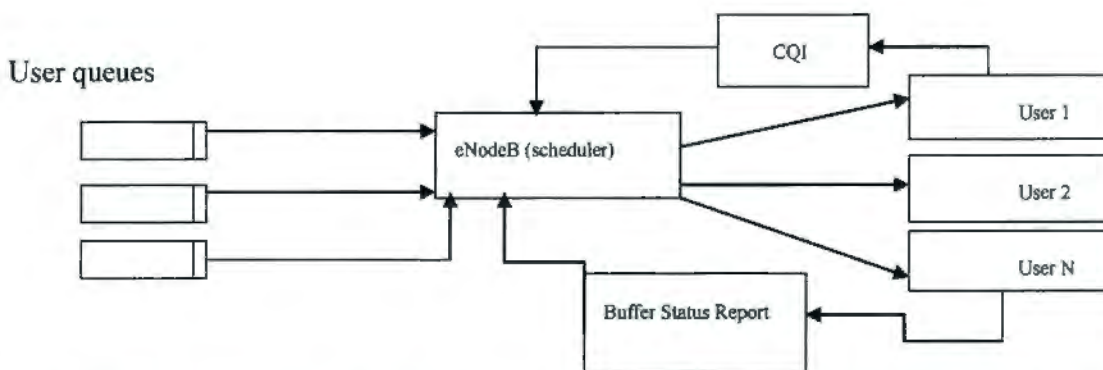 CQI
User queues
User 1
eNodeB (scheduler)
User 2
User N
Buffer Status Report